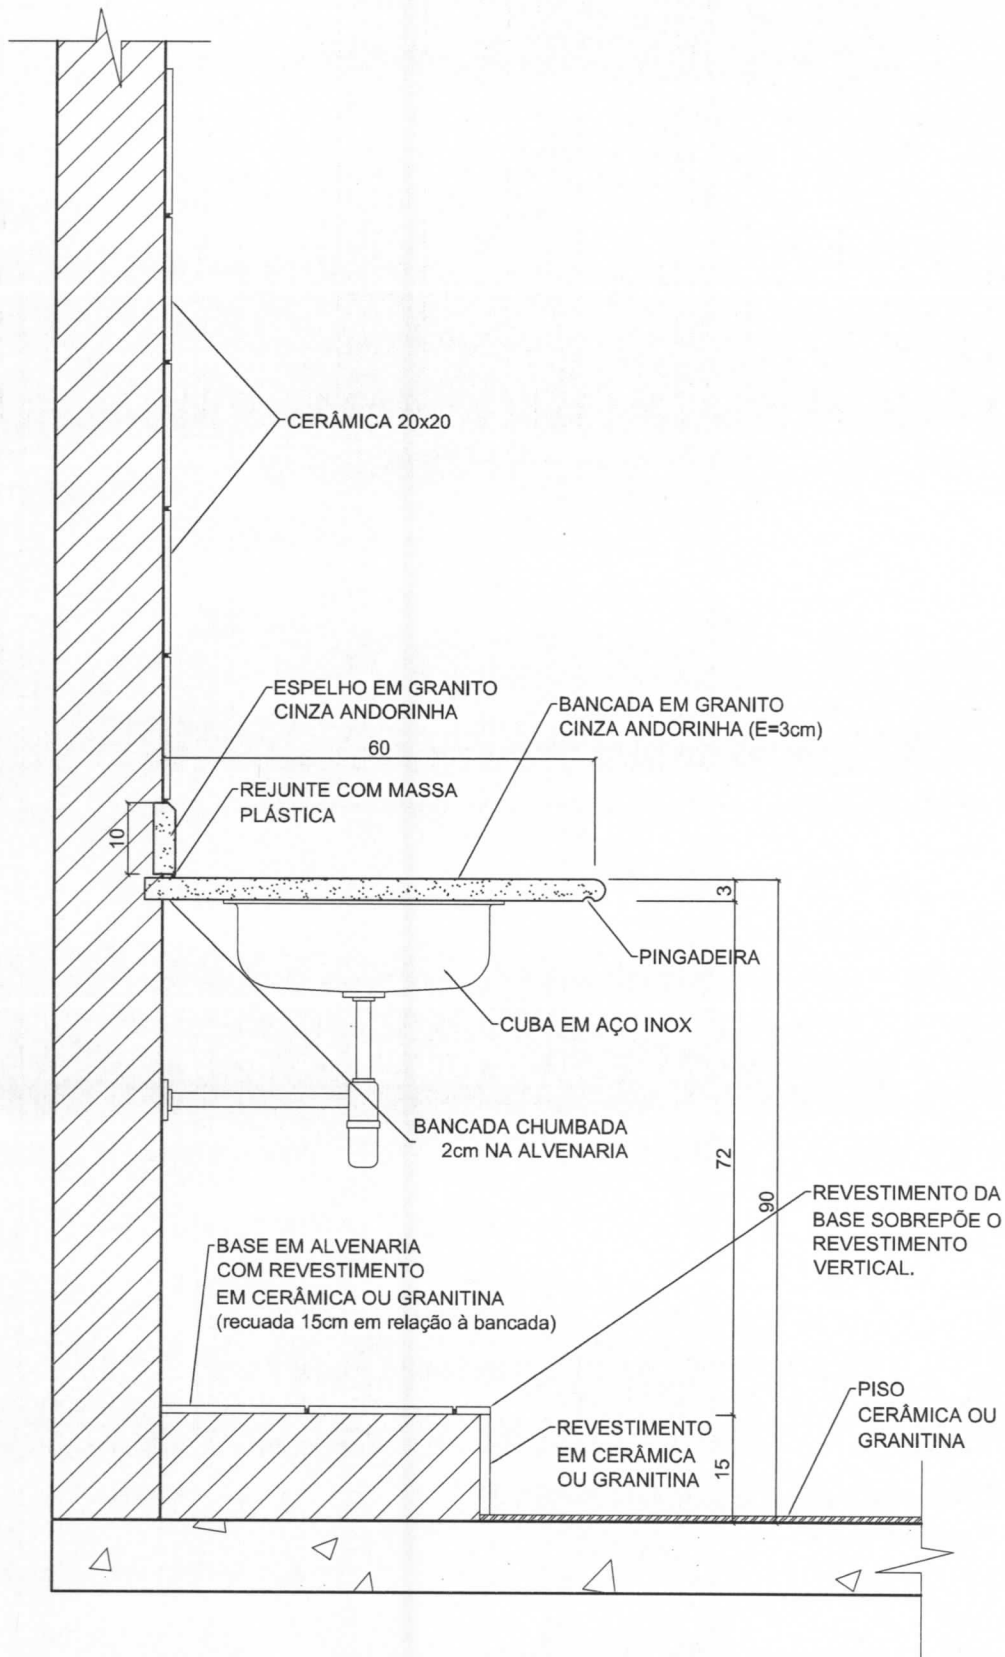 CERÂMICA 20x20
ESPELHO EM GRANITO
CINZA ANDORINHA
BANCADA EM GRANITO
CINZA ANDORINHA (E=3cm)
60
REJUNTE COM MASSA
PLÁSTICA
10
3
PINGADEIRA
CUBA EM AÇO INOX
BANCADA CHUMBADA
2cm NA ALVENARIA
72
90
REVESTIMENTO DA
BASE SOBREPÕE O
REVESTIMENTO
VERTICAL.
BASE EM ALVENARIA
COM REVESTIMENTO
EM CERÂMICA OU GRANITINA
(recuada 15cm em relação à bancada)
PISO
CERÂMICA OU
GRANITINA
REVESTIMENTO
EM CERÂMICA
OU GRANITINA
15